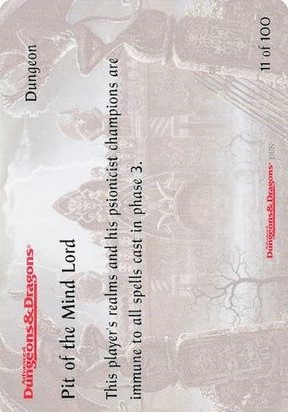 Advanced
Dungeons&Dragons®
Pit of the Mind Lord
Dungeon
This player's realms and his psionicist champions are
immune to all spells cast in phase 3.
Advanced
Dungeons&Dragons®
11 of 100